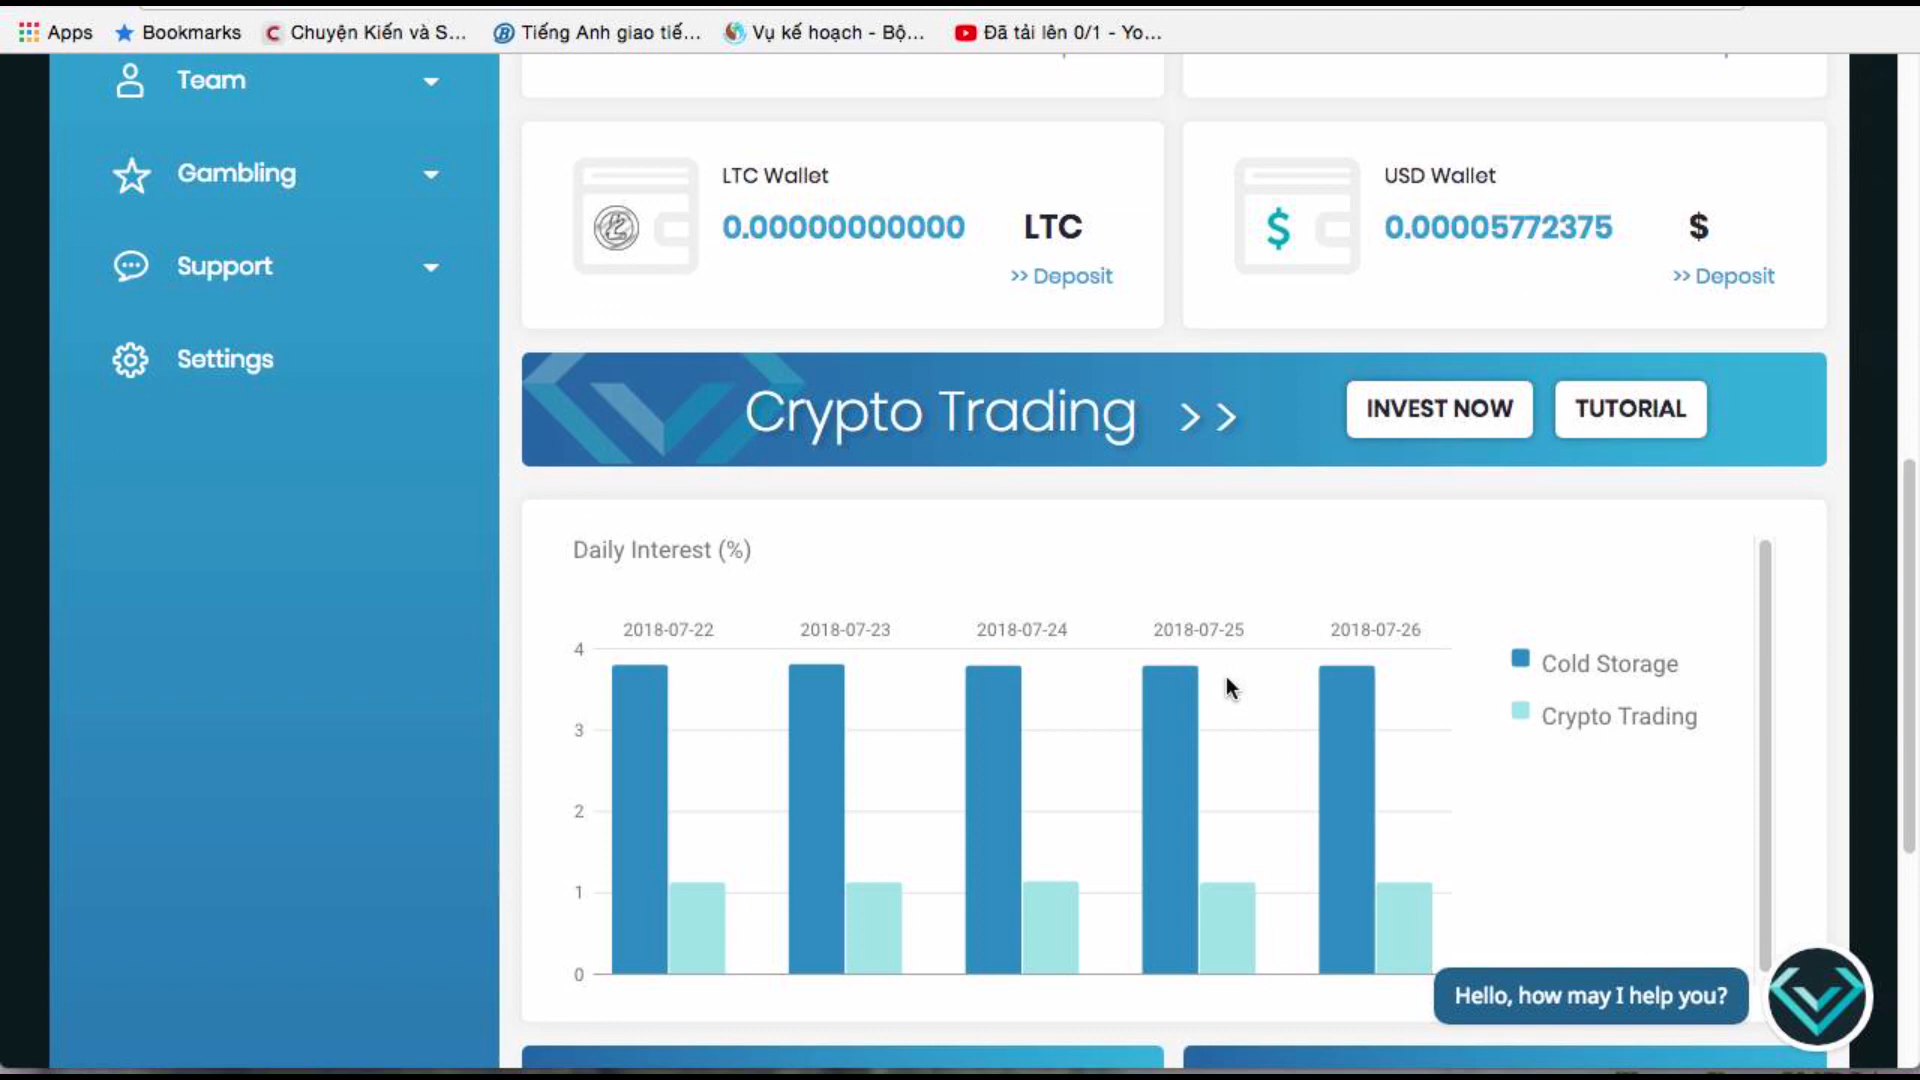 Apps Bookmarks Chuyện Kiến và S... Tiếng Anh giao tiế... Vụ kế hoạch - Bộ... Đã tải lên 0/1 - Yo...
Team
Gambling
Support
Settings
LTC Wallet
0.00000000000 LTC
>> Deposit
USD Wallet
0.00005772375 $
>> Deposit
Crypto Trading >> INVEST NOW TUTORIAL
Daily Interest (%)
2018-07-22 2018-07-23 2018-07-24 2018-07-25 2018-07-26
4
3
2
1
0
Cold Storage
Crypto Trading
Hello, how may I help you?